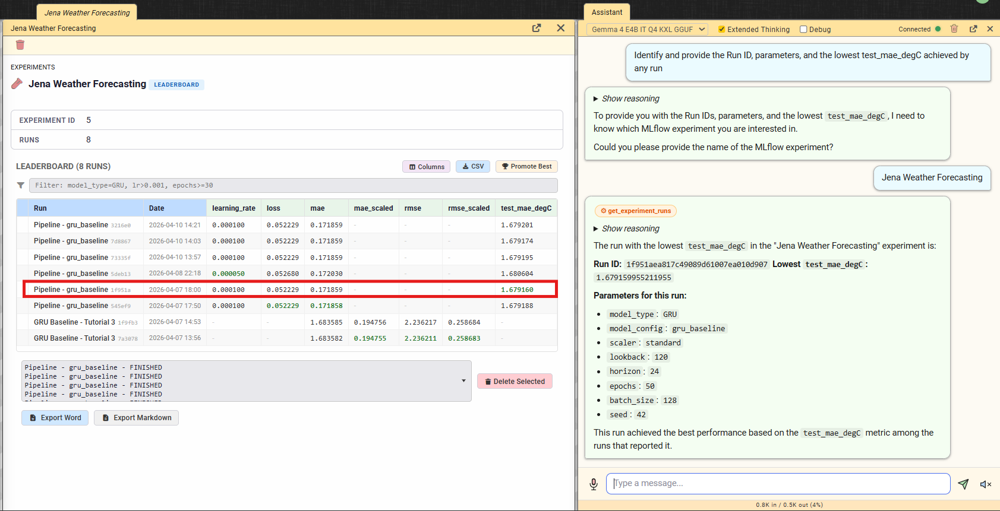 Jena Weather Forecasting
Jena Weather Forecasting
EXPERIMENTS
Jena Weather Forecasting LEADERBOARD
EXPERIMENT ID 5
RUNS 8
LEADERBOARD (8 RUNS) Columns CSV Promote Best
Filter: model_type=GRU, lr>0.001, epochs>=30
Run Date learning_rate loss mae mae_scaled rmse rmse_scaled test_mae_degC
Pipeline - gru_baseline 3216e0 2026-04-10 14:21 0.000100 0.052229 0.171859 - - - 1.679201
Pipeline - gru_baseline 7d8867 2026-04-10 14:03 0.000100 0.052229 0.171859 - - - 1.679174
Pipeline - gru_baseline 73335f 2026-04-10 13:57 0.000100 0.052229 0.171859 - - - 1.679195
Pipeline - gru_baseline 5deb13 2026-04-08 22:18 0.000050 0.052680 0.172030 - - - 1.680604
Pipeline - gru_baseline 1f951a 2026-04-07 18:00 0.000100 0.052229 0.171859 - - - 1.679160
Pipeline - gru_baseline 545ef9 2026-04-07 17:50 0.000100 0.052229 0.171858 - - - 1.679188
GRU Baseline - Tutorial 3 1f9fb3 2026-04-07 14:53 - - 1.683585 0.194756 2.236217 0.258684 -
GRU Baseline - Tutorial 3 7a3078 2026-04-07 13:56 - - 1.683582 0.194755 2.236211 0.258683 -
Pipeline - gru_baseline - FINISHED
Pipeline - gru_baseline - FINISHED
Pipeline - gru_baseline - FINISHED
Pipeline - gru_baseline - FINISHED
Delete Selected
Export Word Export Markdown
Assistant
Gemma 4 E4B IT Q4 KXL GGUF Extended Thinking Debug Connected
Identify and provide the Run ID, parameters, and the lowest test_mae_degC achieved by
any run
Show reasoning
To provide you with the Run IDs, parameters, and the lowest test_mae_degC, I need to
know which MLflow experiment you are interested in.
Could you please provide the name of the MLflow experiment?
Jena Weather Forecasting
get_experiment_runs
Show reasoning
The run with the lowest test_mae_degC in the "Jena Weather Forecasting" experiment is:
Run ID: 1f951aea817c49089d61007ea010d907 Lowest test_mae_degC:
1.679159955211955
Parameters for this run:
model_type: GRU
model_config: gru_baseline
scaler: standard
lookback: 120
horizon: 24
epochs: 50
batch_size: 128
seed: 42
This run achieved the best performance based on the test_mae_degC metric among the
runs that reported it.
Type a message...
0.8K in / 0.5K out (4%)